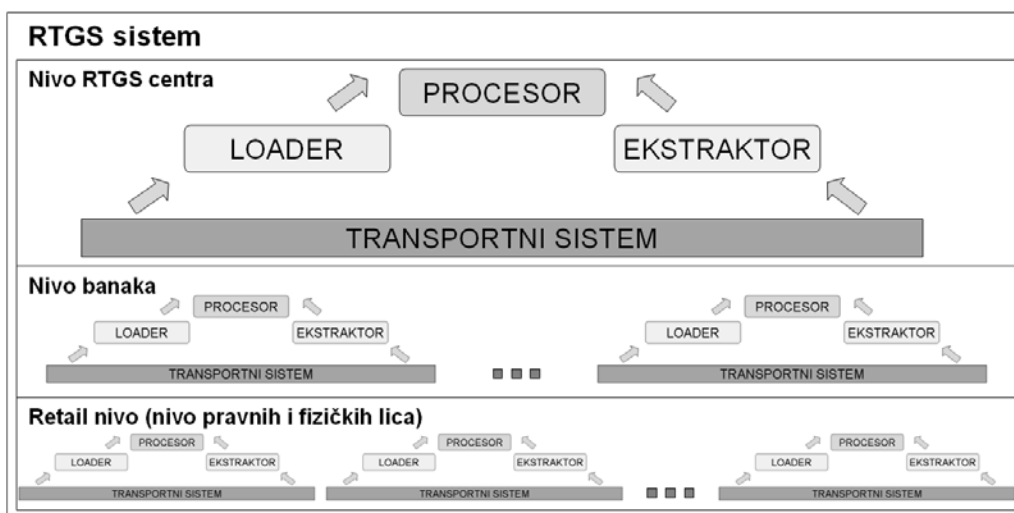 RTGS sistem
Nivo RTGS centra
PROCESOR
LOADER
EKSTRAKTOR
TRANSPORTNI SISTEM
Nivo banaka
PROCESOR
LOADER
EKSTRAKTOR
TRANSPORTNI SISTEM
PROCESOR
LOADER
EKSTRAKTOR
TRANSPORTNI SISTEM
Retail nivo (nivo pravnih i fizičkih lica)
PROCESOR
LOADER
EKSTRAKTOR
TRANSPORTNI SISTEM
PROCESOR
LOADER
EKSTRAKTOR
TRANSPORTNI SISTEM
PROCESOR
LOADER
EKSTRAKTOR
TRANSPORTNI SISTEM